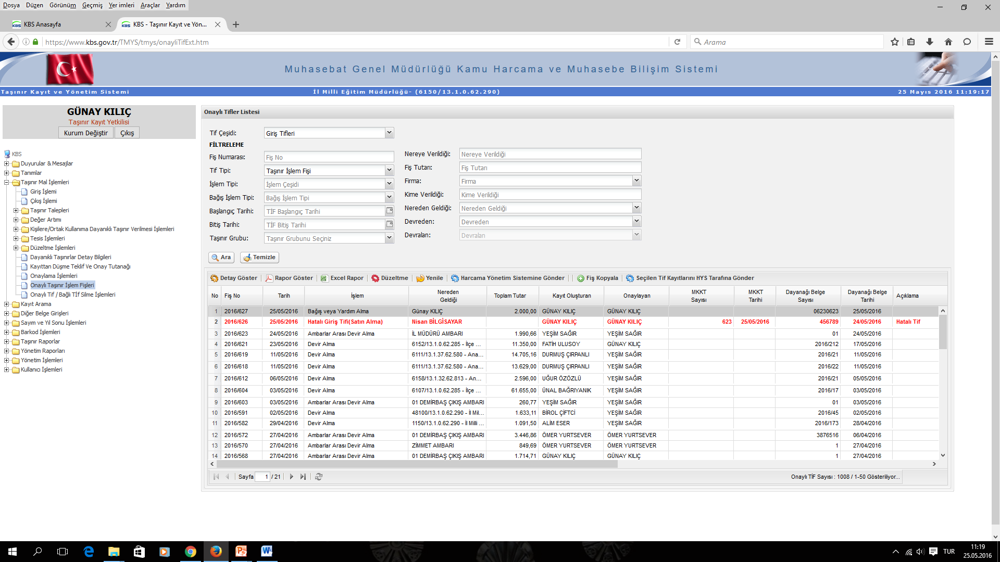 Dosya Düzen Görünüm Geçmiş Yer imleri Araçlar Yardım
KBS Anasayfa
KBS - Taşınır Kayıt ve Yön...
https://www.kbs.gov.tr/TMYS/tmys/onayliTifExt.htm
Arama
Muhasebat Genel Müdürlüğü Kamu Harcama ve Muhasebe Bilişim Sistemi
Taşınır Kayıt ve Yönetim Sistemi İl Milli Eğitim Müdürlüğü- (6150/13.1.0.62.290) 25 Mayıs 2016 11:19:17
GÜNAY KILIÇ
Taşınır Kayıt Yetkilisi
Kurum Değiştir Çıkış
KBS
Duyurular & Mesajlar
Tanımlar
Taşınır Mal İşlemleri
Giriş İşlemi
Çıkış İşlemi
Taşınır Talepleri
Değer Artımı
Kişilere/Ortak Kullanıma Dayanıklı Taşınır Verilmesi İşlemleri
Tesis İşlemleri
Düzeltme İşlemleri
Dayanıklı Taşınırlar Detay Bilgileri
Kayıttan Düşme Teklif Ve Onay Tutanağı
Onaylama İşlemleri
Onaylı Taşınır İşlem Fişleri
Onaylı Tif / Bağlı Tİf Silme İşlemleri
Kayıt Arama
Diğer Belge Girişleri
Sayım ve Yıl Sonu İşlemleri
Barkod İşlemleri
Taşınır Raporlar
Yönetim Raporları
Yönetim İşlemleri
Kullanıcı İşlemleri
Onaylı Tifler Listesi
Tif Çeşidi: Giriş Tifleri
FİLTRELEME
Fiş Numarası: Fiş No
Tif Tipi: Taşınır İşlem Fişi
İşlem Tipi: İşlem Çeşidi
Bağış İşlem Tipi: Bağış İşlem Tipi
Başlangıç Tarihi: TİF Başlangıç Tarihi
Bitiş Tarihi: TİF Bitiş Tarihi
Taşınır Grubu: Taşınır Grubunu Seçiniz
Nereye Verildiği: Nereye Verildiği
Fiş Tutarı: Fiş Tutarı
Firma: Firma
Kime Verildiği: Kime Verildiği
Nereden Geldiği: Nereden Geldiği
Devreden: Devreden
Devralan: Devralan
Ara Temizle
Detay Göster Rapor Göster Excel Rapor Düzeltme Yenile Harcama Yönetim Sistemine Gönder Fiş Kopyala Seçilen Tif Kayıtlarını HYS Tarafına Gönder
No Fiş No Tarih İşlem Nereden Geldiği Toplam Tutar Kayıt Oluşturan Onaylayan MKKT Sayısı MKKT Tarihi Dayanağı Belge Sayısı Dayanağı Belge Tarihi Açıklama
1 2016/627 25/05/2016 Bağış veya Yardım Alma Günay KILIÇ 2.000,00 GÜNAY KILIÇ GÜNAY KILIÇ 06230623 25/05/2016
2 2016/626 25/05/2016 Hatalı Giriş Tifi(Satın Alma) Nisan BİLGİSAYAR GÜNAY KILIÇ GÜNAY KILIÇ 623 25/05/2016 456789 24/05/2016 Hatalı Tif
3 2016/623 24/05/2016 Ambarlar Arası Devir Alma İL MÜDÜRÜ AMBARI 1.990,66 YEŞİM SAĞIR YEŞİM SAĞIR 01 24/05/2016
4 2016/621 23/05/2016 Devir Alma 6152/13.1.0.62.285 - İlçe ... 11.350,00 FATİH ULUSOY GÜNAY KILIÇ 2016/212 17/05/2016
5 2016/619 11/05/2016 Devir Alma 6111/13.1.37.62.580 - Ana... 14.705,16 DURMUŞ ÇIRPANLI YEŞİM SAĞIR 2016/21 11/05/2016
6 2016/618 11/05/2016 Devir Alma 6111/13.1.37.62.580 - Ana... 13.629,00 DURMUŞ ÇIRPANLI YEŞİM SAĞIR 2016/22 11/05/2016
7 2016/612 06/05/2016 Devir Alma 6158/13.1.32.62.813 - An... 2.596,00 UĞUR ÖZÖZLÜ YEŞİM SAĞIR 2016/21 05/05/2016
8 2016/604 03/05/2016 Devir Alma 6107/13.1.0.62.285 - İlçe ... 61.655,00 ÜNAL BAĞRIYANIK YEŞİM SAĞIR 2016/17 03/05/2016
9 2016/603 03/05/2016 Ambarlar Arası Devir Alma 01 DEMİRBAŞ ÇIKIŞ AMBARI 260,77 YEŞİM SAĞIR YEŞİM SAĞIR 01 03/05/2016
10 2016/591 02/05/2016 Devir Alma 48100/13.1.0.62.290 - İl Mil... 1.633,11 BİROL ÇİFTCİ YEŞİM SAĞIR 2016/45 02/05/2016
11 2016/582 29/04/2016 Devir Alma 1150/13.1.0.62.290 - İl Milli ... 1.091,50 ALİM ESER YEŞİM SAĞIR 2016/173 28/04/2016
12 2016/572 27/04/2016 Ambarlar Arası Devir Alma 01 DEMİRBAŞ ÇIKIŞ AMBARI 3.446,86 ÖMER YURTSEVER ÖMER YURTSEVER 3876516 06/04/2016
13 2016/570 27/04/2016 Ambarlar Arası Devir Alma ZİMMET AMBARI 849,69 ÖMER YURTSEVER ÖMER YURTSEVER 1 27/04/2016
14 2016/568 27/04/2016 Ambarlar Arası Devir Alma 01 DEMİRBAŞ ÇIKIŞ AMBARI 1.714,71 GÜNAY KILIÇ GÜNAY KILIÇ 1 27/04/2016
Sayfa 1 / 21 Onaylı TİF Sayısı : 1008 / 1-50 Gösteriliyor...
TUR 11:19
25.05.2016